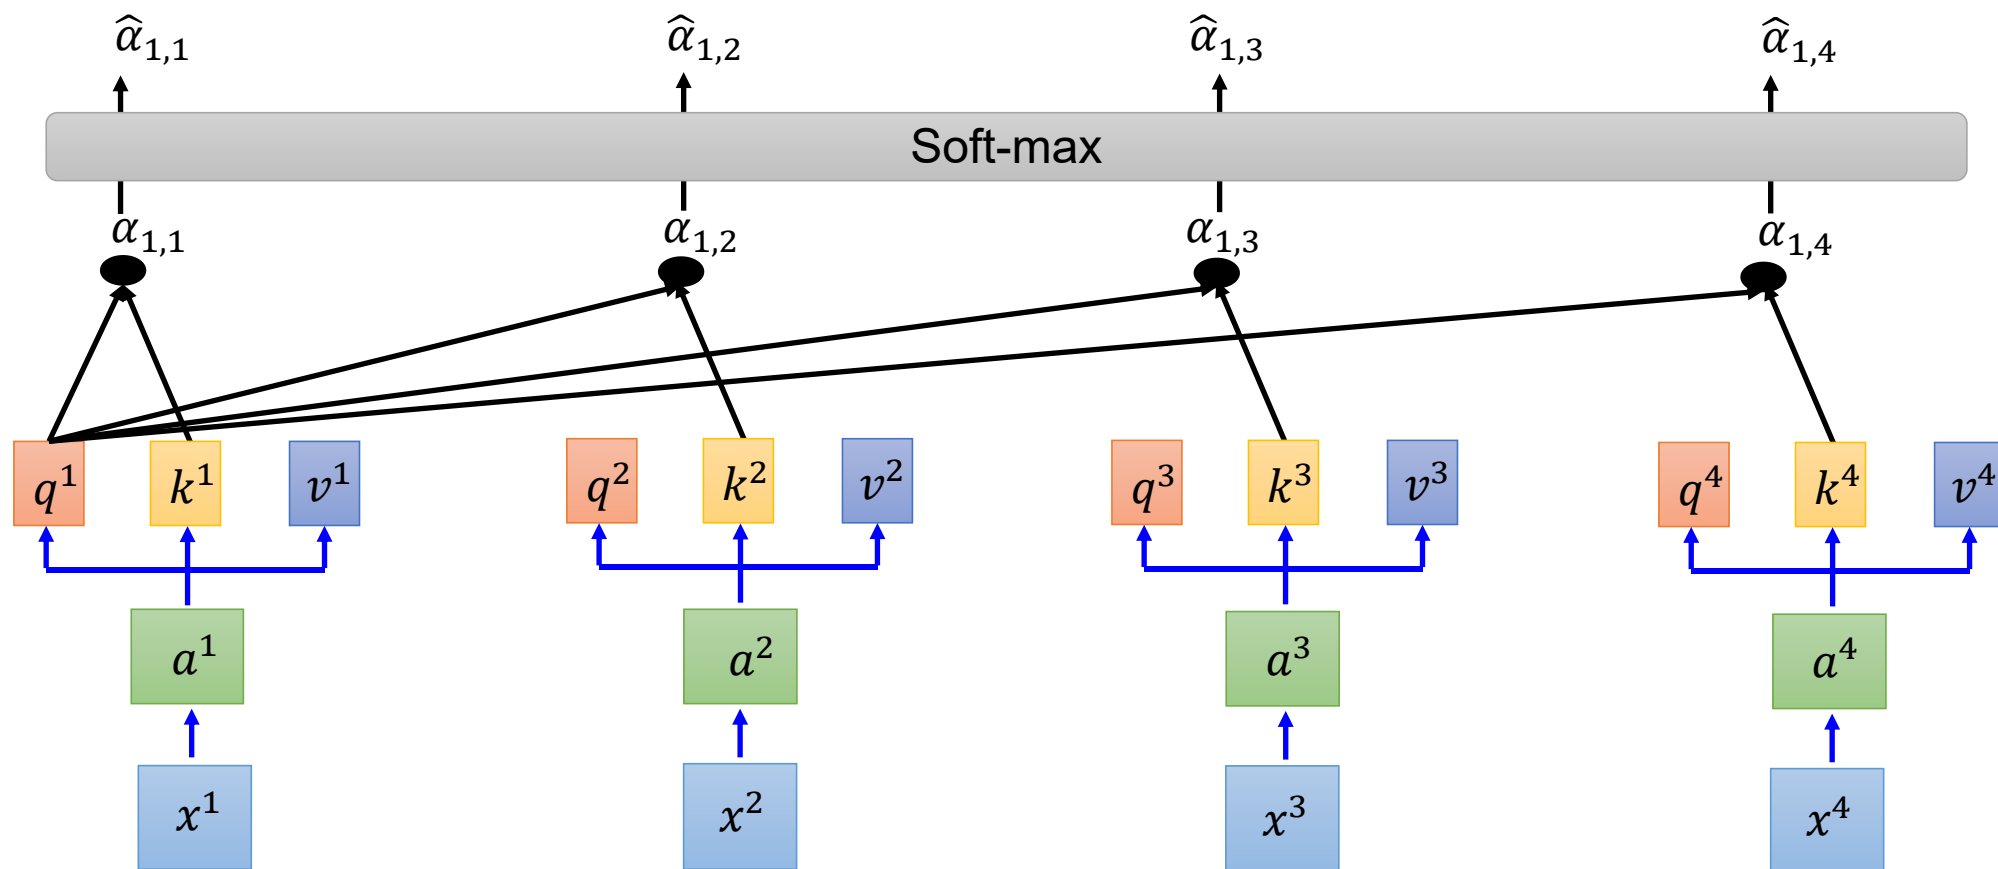 α̂₁,₁ α̂₁,₂ α̂₁,₃ α̂₁,₄
Soft-max
α₁,₁ α₁,₂ α₁,₃ α₁,₄
q¹ k¹ v¹ q² k² v² q³ k³ v³ q⁴ k⁴ v⁴
a¹ a² a³ a⁴
x¹ x² x³ x⁴